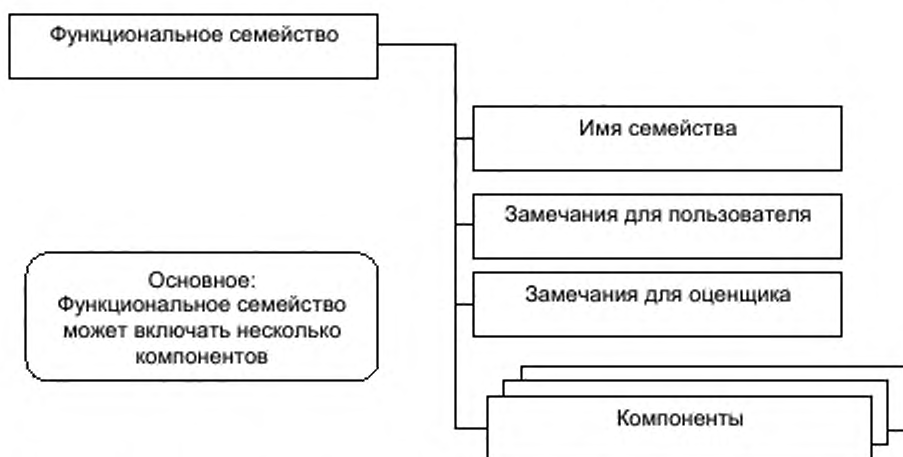 Функциональное семейство
Имя семейства
Замечания для пользователя
Замечания для оценщика
Основное:
Функциональное семейство
может включать несколько
компонентов
Компоненты